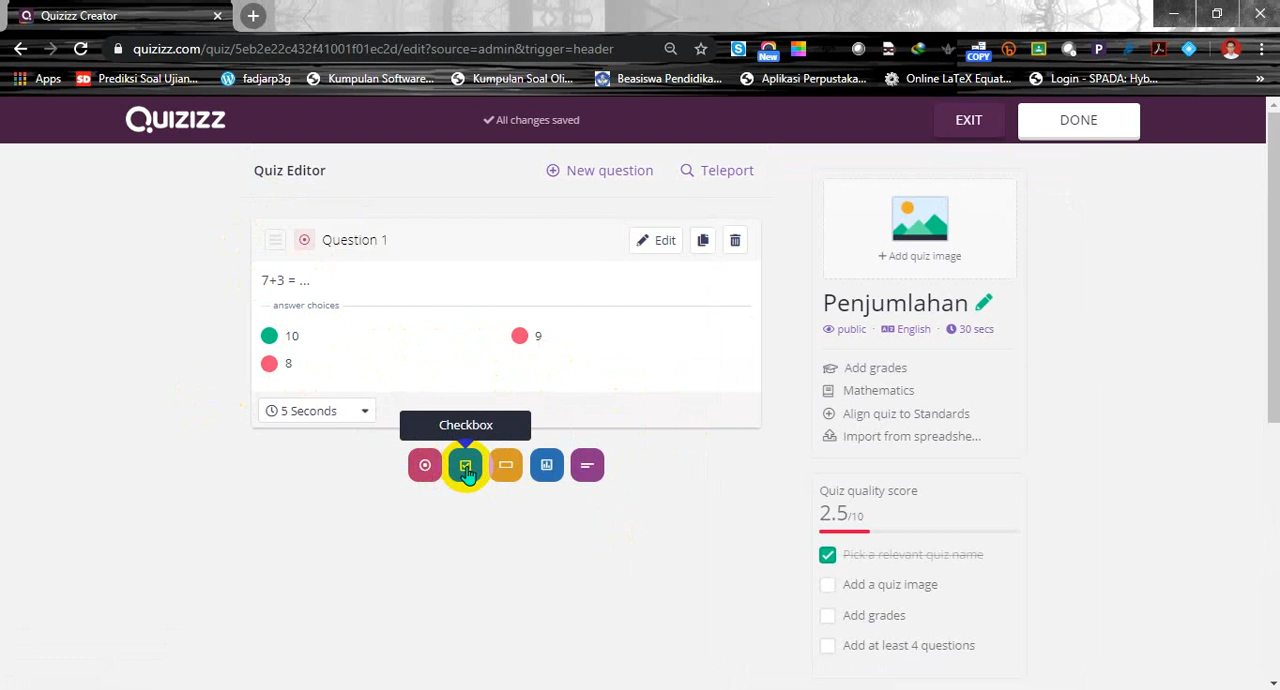 Quizizz Creator
quizizz.com/quiz/5eb2e22c432f41001f01ec2d/edit?source=admin&trigger=header
New
COPY
Apps
Prediksi Soal Ujian...
fadjarp3g
Kumpulan Software...
Kumpulan Soal Oli...
Beasiswa Pendidika...
Aplikasi Perpustaka...
Online LaTeX Equat...
Login - SPADA: Hyb...
Quizizz
All changes saved
EXIT
DONE
Quiz Editor
New question
Teleport
Question 1
Edit
7+3 = ...
answer choices
10
9
8
5 Seconds
Checkbox
+ Add quiz image
Penjumlahan
public · English · 30 secs
Add grades
Mathematics
Align quiz to Standards
Import from spreadshe...
Quiz quality score
2.5/10
Pick a relevant quiz name
Add a quiz image
Add grades
Add at least 4 questions